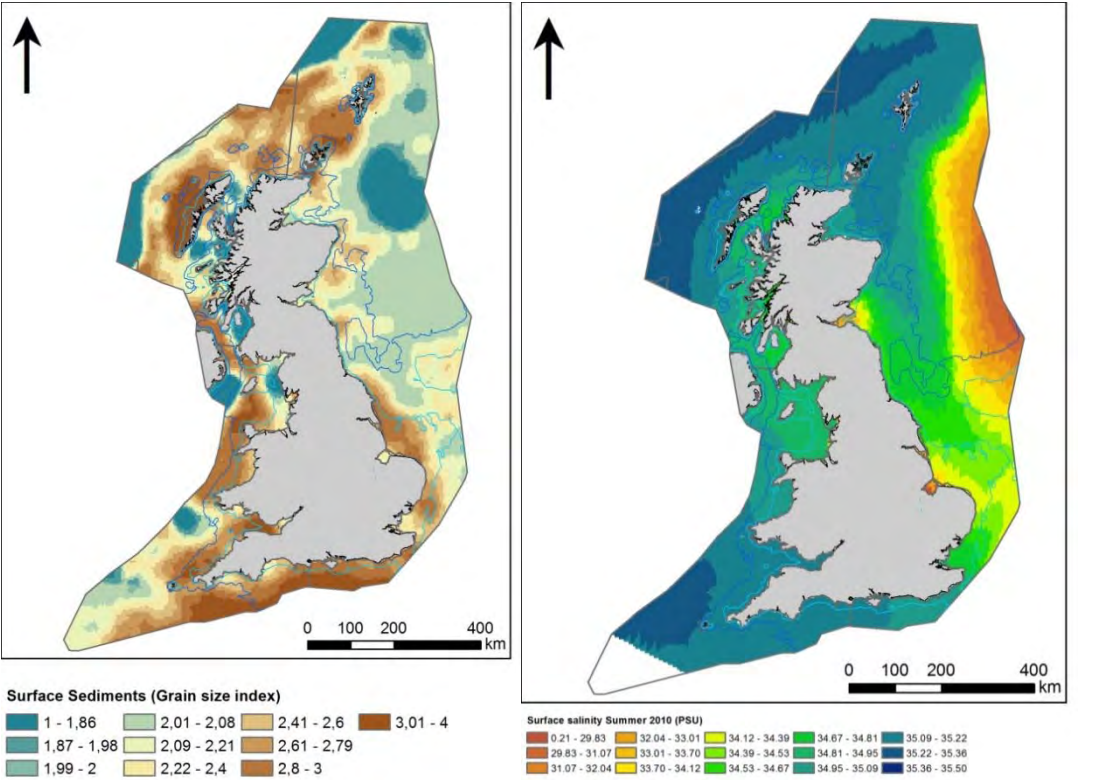 0 100 200 400
km
Surface Sediments (Grain size index)
1 - 1,86 2,01 - 2,08 2,41 - 2,6 3,01 - 4
1,87 - 1,98 2,09 - 2,21 2,61 - 2,79
1,99 - 2 2,22 - 2,4 2,8 - 3
0 100 200 400
km
Surface salinity Summer 2010 (PSU)
0.21 - 29.83 32.04 - 33.01 34.12 - 34.39 34.67 - 34.81 35.09 - 35.22
29.83 - 31.07 33.01 - 33.70 34.39 - 34.53 34.81 - 34.95 35.22 - 35.36
31.07 - 32.04 33.70 - 34.12 34.53 - 34.67 34.95 - 35.09 35.36 - 35.50